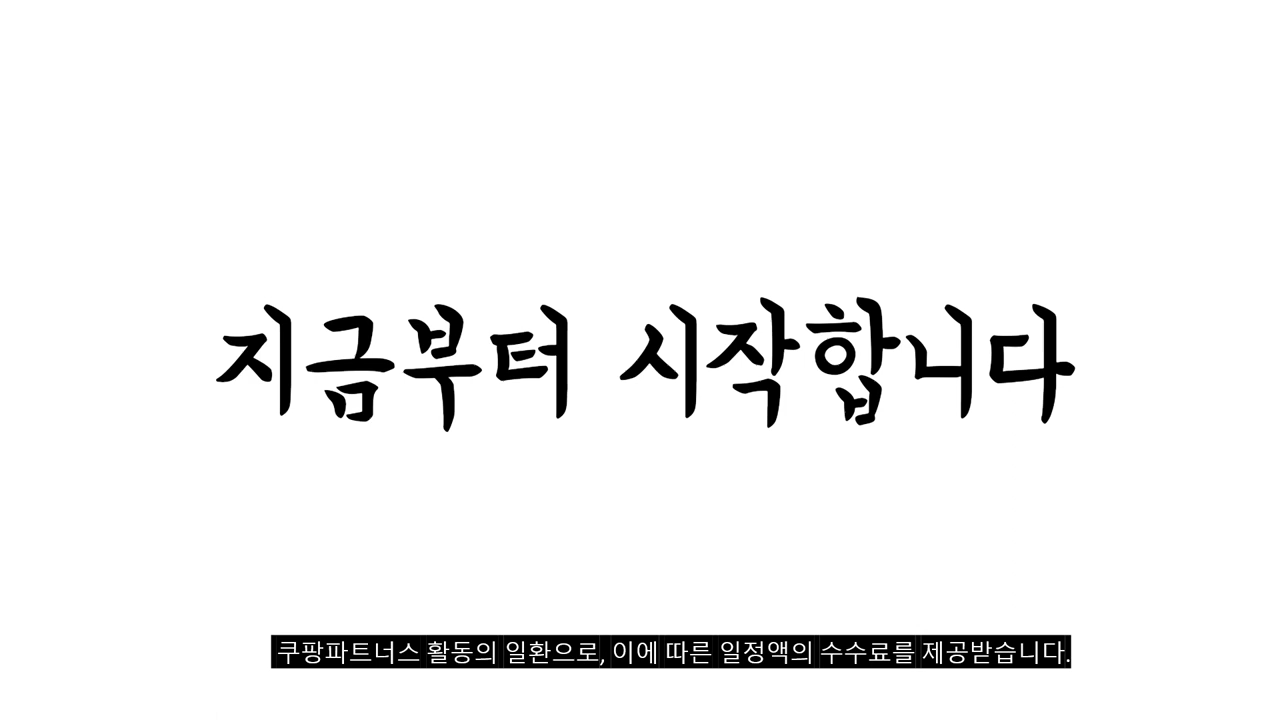 지금부터 시작합니다
쿠팡파트너스 활동의 일환으로, 이에 따른 일정액의 수수료를 제공받습니다.